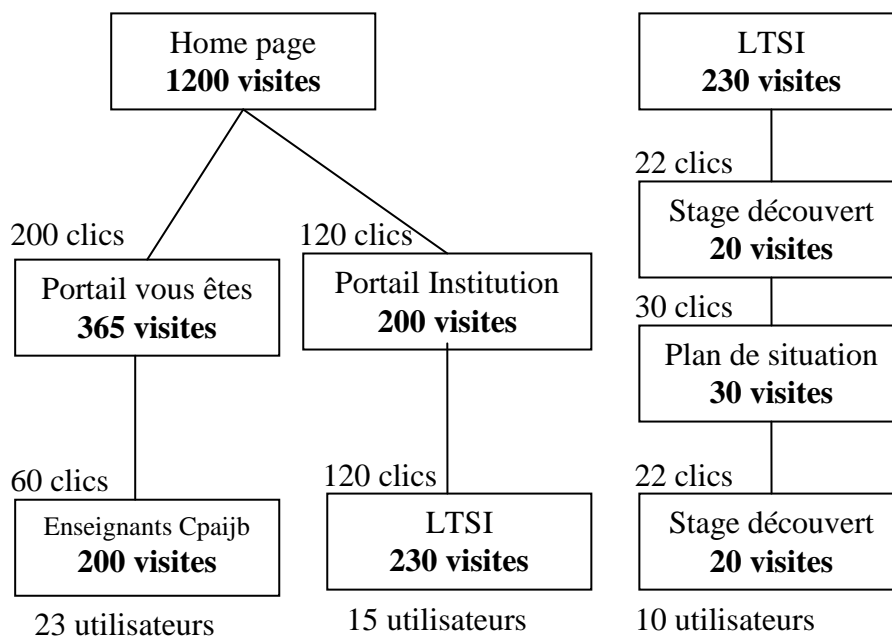 Home page
1200 visites
LTSI
230 visites
22 clics
Stage découvert
20 visites
200 clics
120 clics
Portail vous êtes
365 visites
Portail Institution
200 visites
30 clics
Plan de situation
30 visites
60 clics
120 clics
22 clics
Enseignants Cpaijb
200 visites
LTSI
230 visites
Stage découvert
20 visites
23 utilisateurs
15 utilisateurs
10 utilisateurs